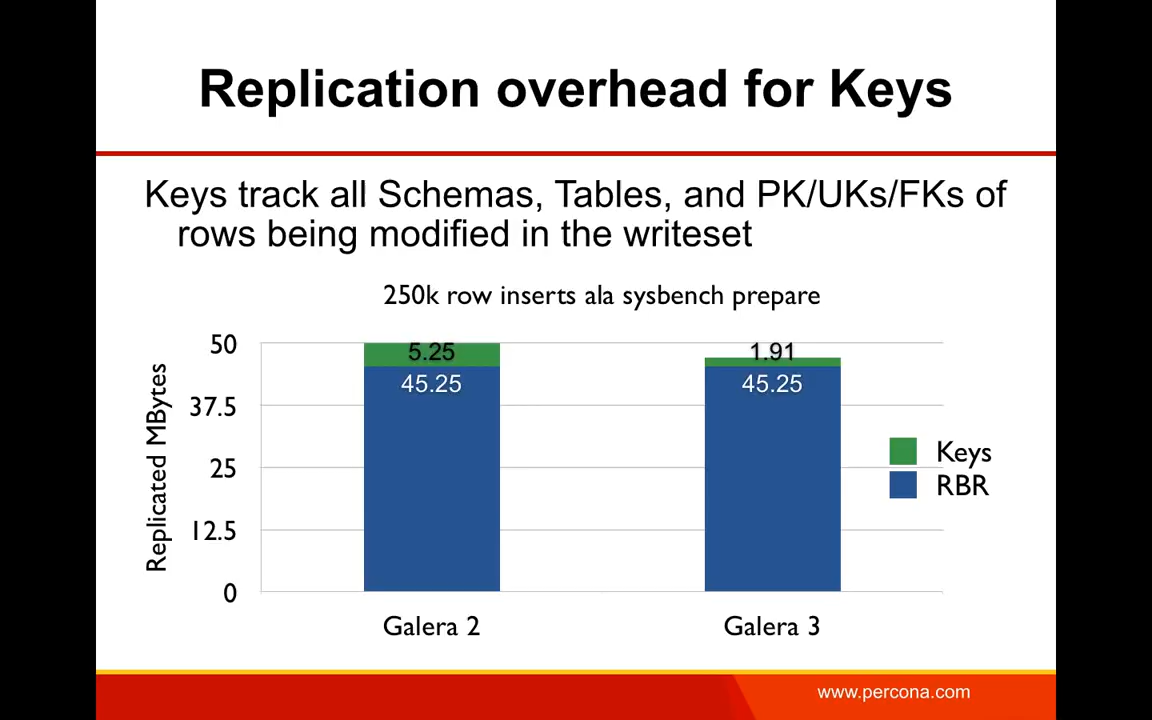 Replication overhead for Keys
Keys track all Schemas, Tables, and PK/UKs/FKs of
rows being modified in the writeset
250k row inserts ala sysbench prepare
Replicated MBytes
50
37.5
25
12.5
0
5.25
45.25
1.91
45.25
Keys
RBR
Galera 2
Galera 3
www.percona.com